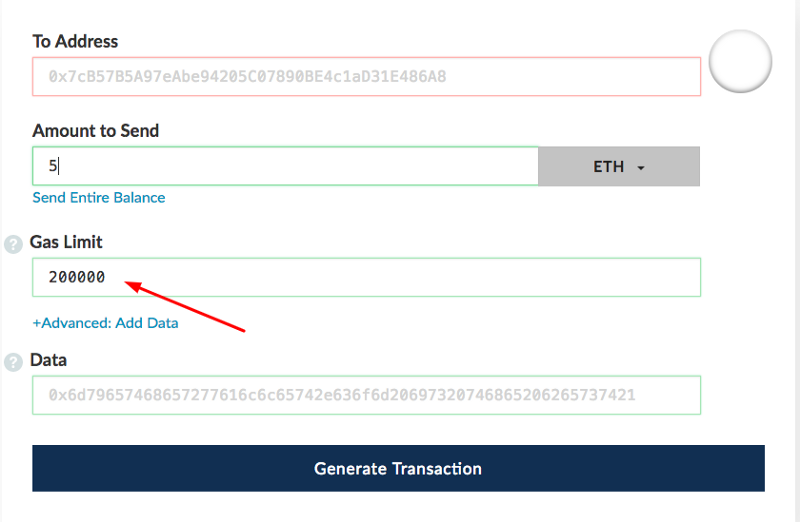 To Address
0x7cB57B5A97eAbe94205C07890BE4c1aD31E486A8
Amount to Send
5
ETH
Send Entire Balance
? Gas Limit
200000
+Advanced: Add Data
? Data
0x6d79657468657277616c6c65742e636f6d20697320746865206265737421
Generate Transaction